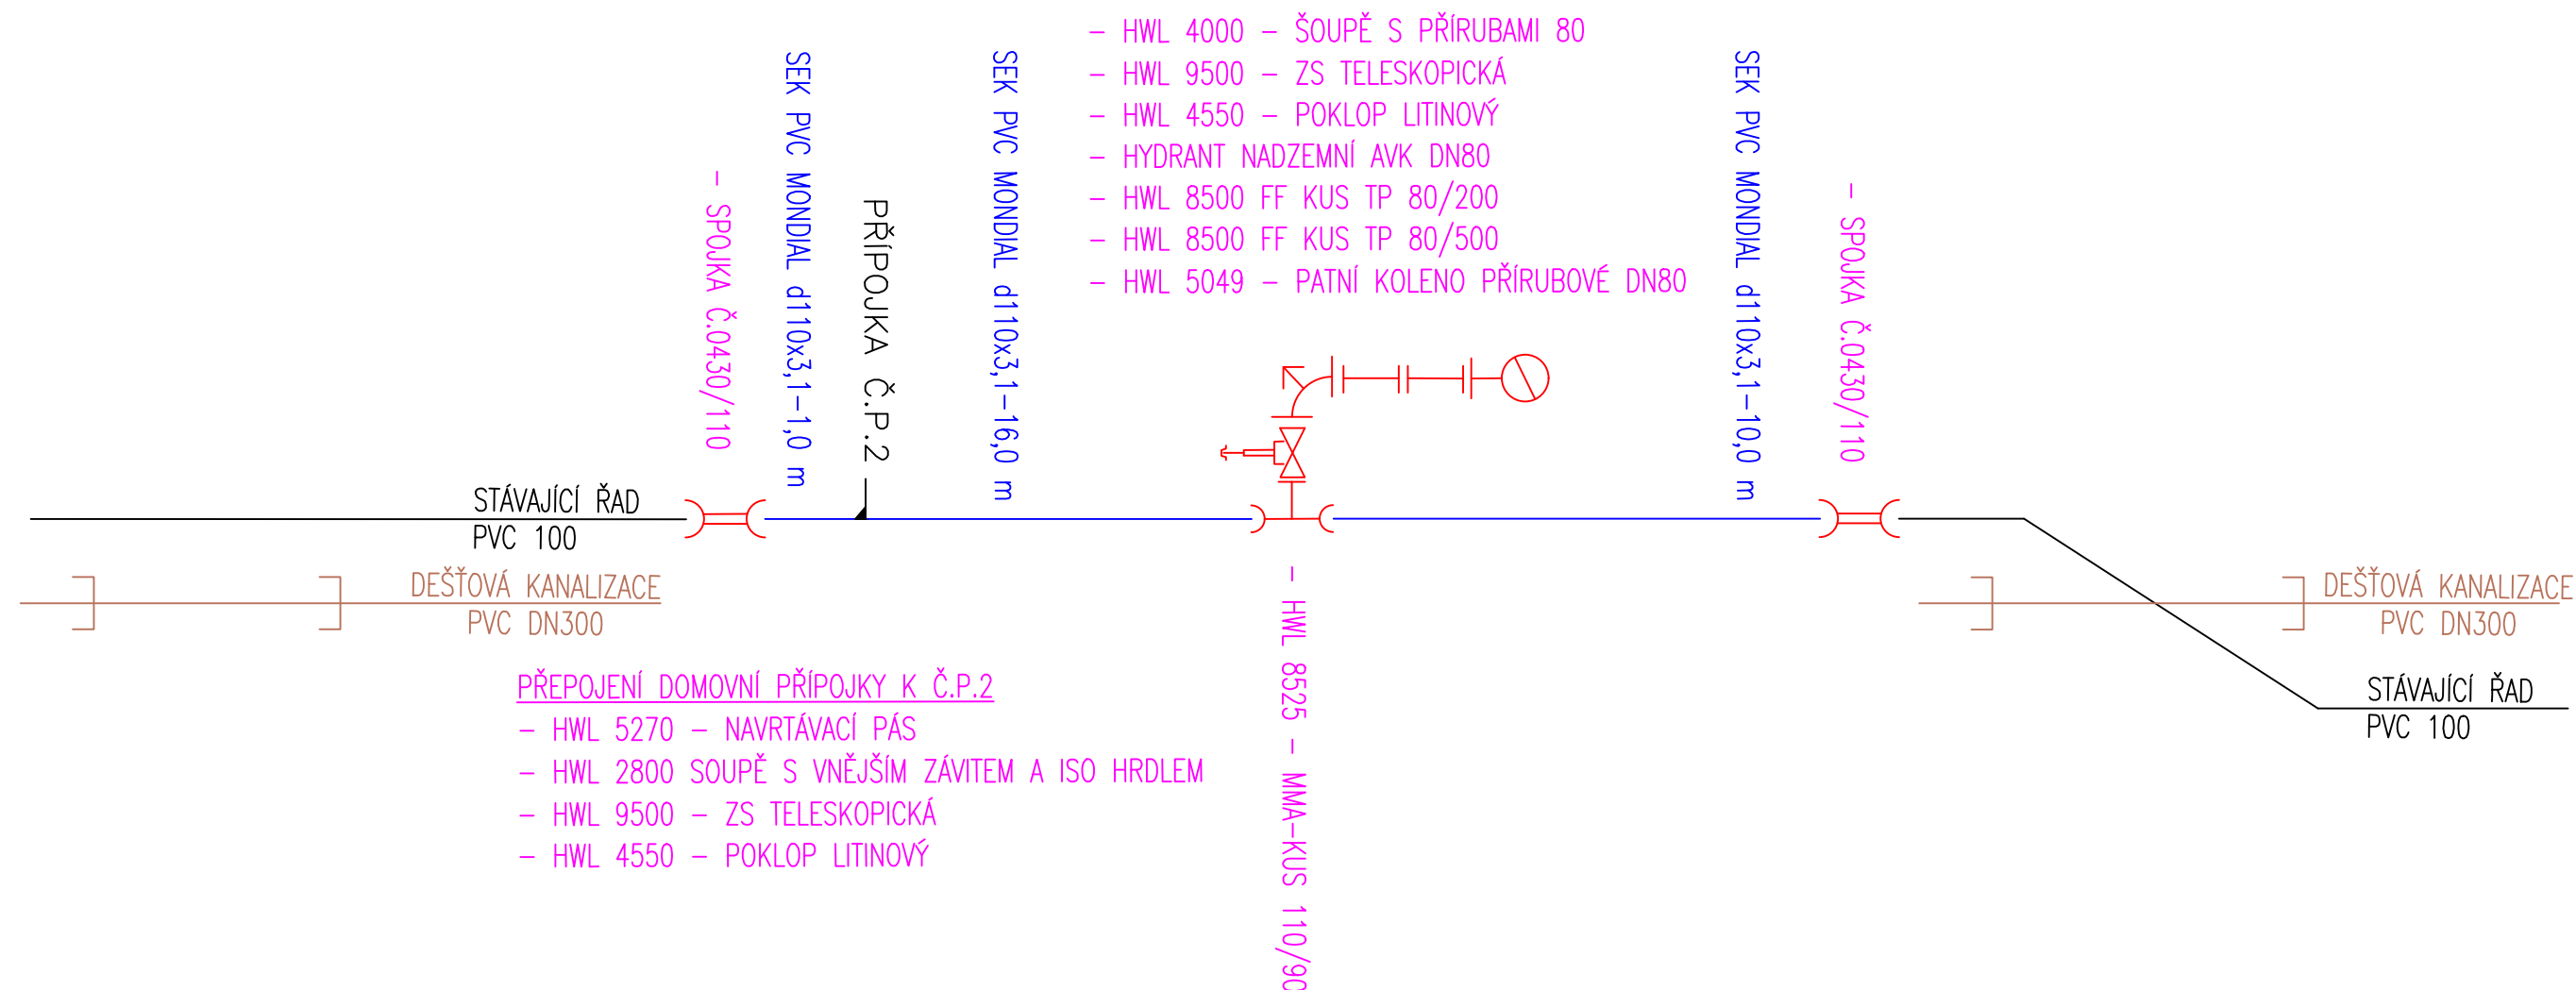 - HWL 4000 - ŠOUPĚ S PŘÍRUBAMI 80
- HWL 9500 - ZS TELESKOPICKÁ
- HWL 4550 - POKLOP LITINOVÝ
- HYDRANT NADZEMNÍ AVK DN80
- HWL 8500 FF KUS TP 80/200
- HWL 8500 FF KUS TP 80/500
- HWL 5049 - PATNÍ KOLENO PŘÍRUBOVÉ DN80
- SPOJKA Č.0430/110
SEK PVC MONDIAL d110x3,1-1,0 m
PŘÍPOJKA Č.P.2
SEK PVC MONDIAL d110x3,1-16,0 m
SEK PVC MONDIAL d110x3,1-10,0 m
- SPOJKA Č.0430/110
STÁVAJÍCÍ ŘAD
PVC 100
DEŠŤOVÁ KANALIZACE
PVC DN300
DEŠŤOVÁ KANALIZACE
PVC DN300
STÁVAJÍCÍ ŘAD
PVC 100
- HWL 8525 - MMA-KUS 110/90
PŘEPOJENÍ DOMOVNÍ PŘÍPOJKY K Č.P.2
- HWL 5270 - NAVRTÁVACÍ PÁS
- HWL 2800 SOUPĚ S VNĚJŠÍM ZÁVITEM A ISO HRDLEM
- HWL 9500 - ZS TELESKOPICKÁ
- HWL 4550 - POKLOP LITINOVÝ